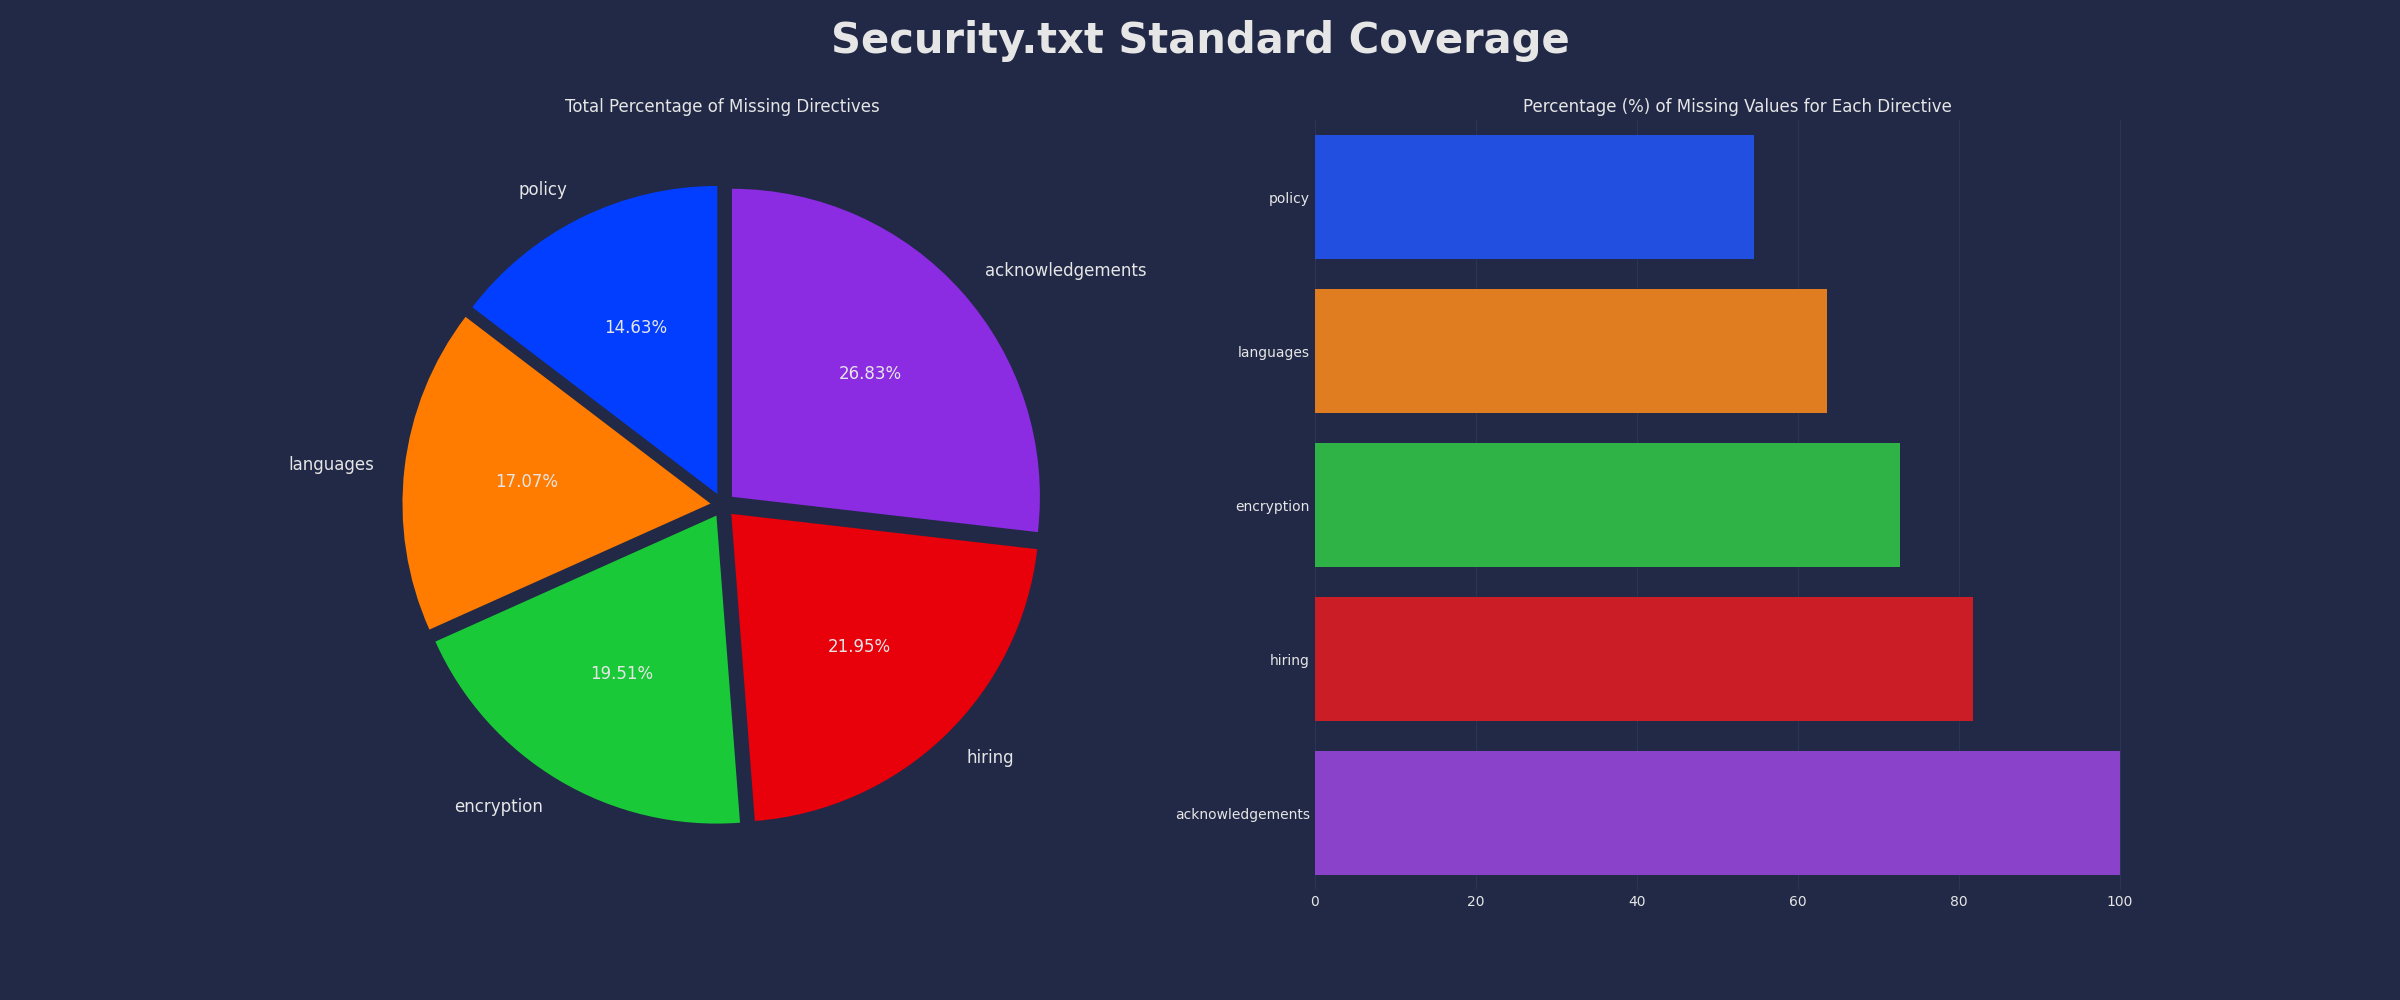 Security.txt Standard Coverage
Total Percentage of Missing Directives
policy
acknowledgements
14.63%
26.83%
languages
17.07%
19.51%
21.95%
hiring
encryption
Percentage (%) of Missing Values for Each Directive
policy
languages
encryption
hiring
acknowledgements
0 20 40 60 80 100